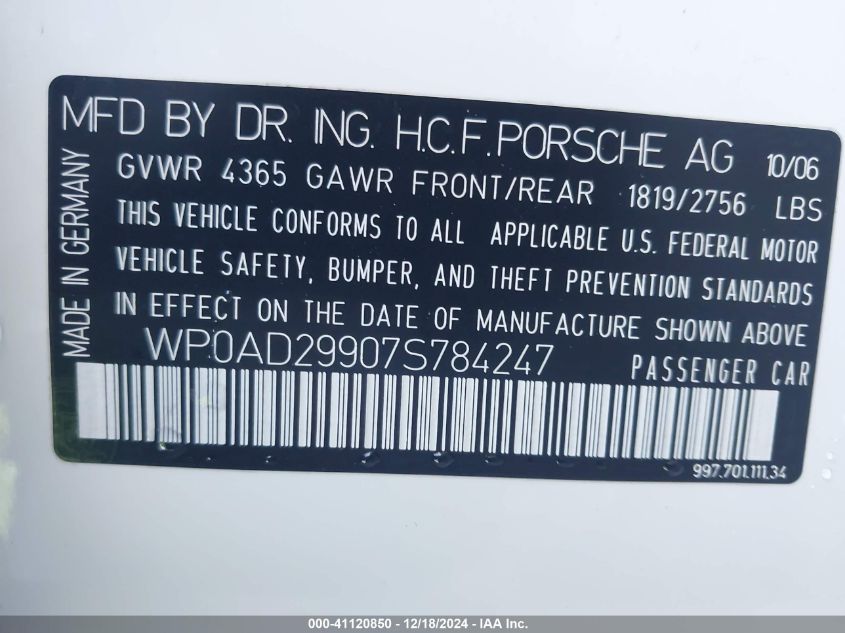 MFD BY DR. ING. H.C.F. PORSCHE AG 10/06
GVWR 4365 GAWR FRONT/REAR 1819/2756 LBS
THIS VEHICLE CONFORMS TO ALL APPLICABLE U.S. FEDERAL MOTOR
VEHICLE SAFETY, BUMPER, AND THEFT PREVENTION STANDARDS
IN EFFECT ON THE DATE OF MANUFACTURE SHOWN ABOVE
WP0AD29907S784247 PASSENGER CAR
MADE IN GERMANY
997.701.111.34
000-41120850 - 12/18/2024 - IAA Inc.